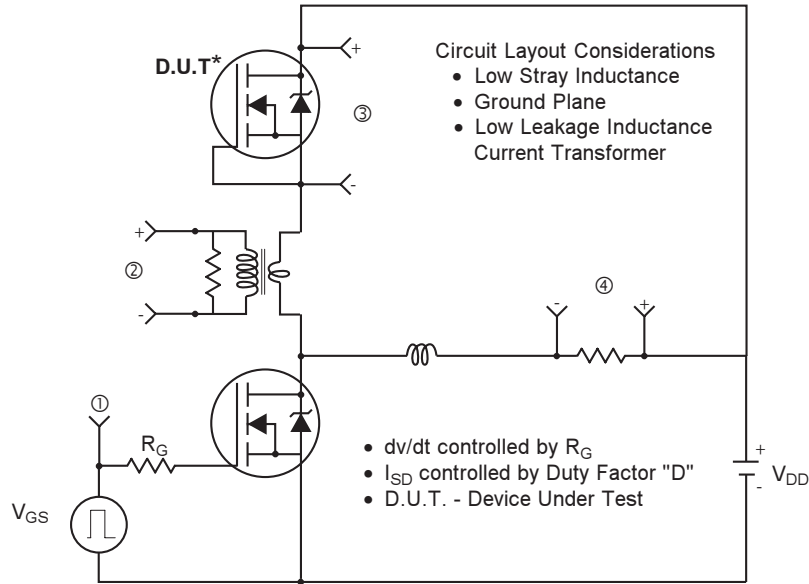 D.U.T*
+
③
-
Circuit Layout Considerations
• Low Stray Inductance
• Ground Plane
• Low Leakage Inductance
Current Transformer
+
②
-
④
- +
①
RG
VGS
• dv/dt controlled by RG
• ISD controlled by Duty Factor "D"
• D.U.T. - Device Under Test
+
-
VDD